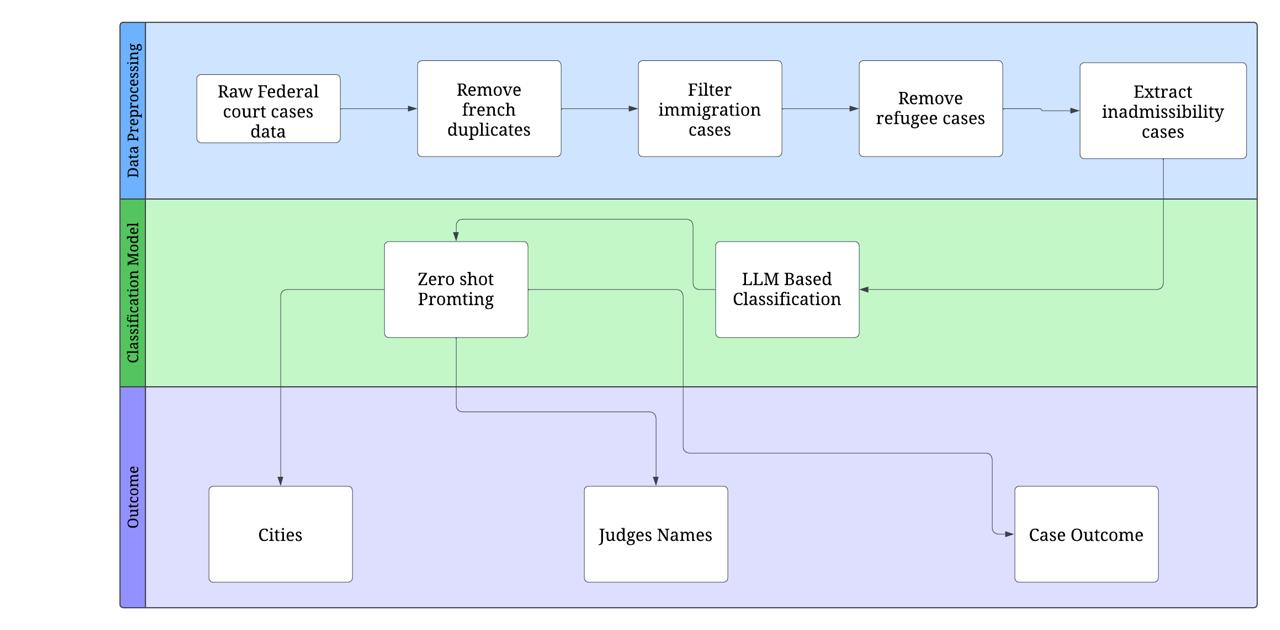 Data Preprocessing
Raw Federal
court cases
data
Remove
french
duplicates
Filter
immigration
cases
Remove
refugee cases
Extract
inadmissibility
cases
Classification Model
Zero shot
Promting
LLM Based
Classification
Outcome
Cities
Judges Names
Case Outcome